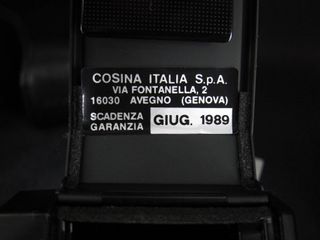 COSINA ITALIA S.p.A.
VIA FONTANELLA, 2
16030 AVEGNO (GENOVA)
SCADENZA
GARANZIA GIUG. 1989